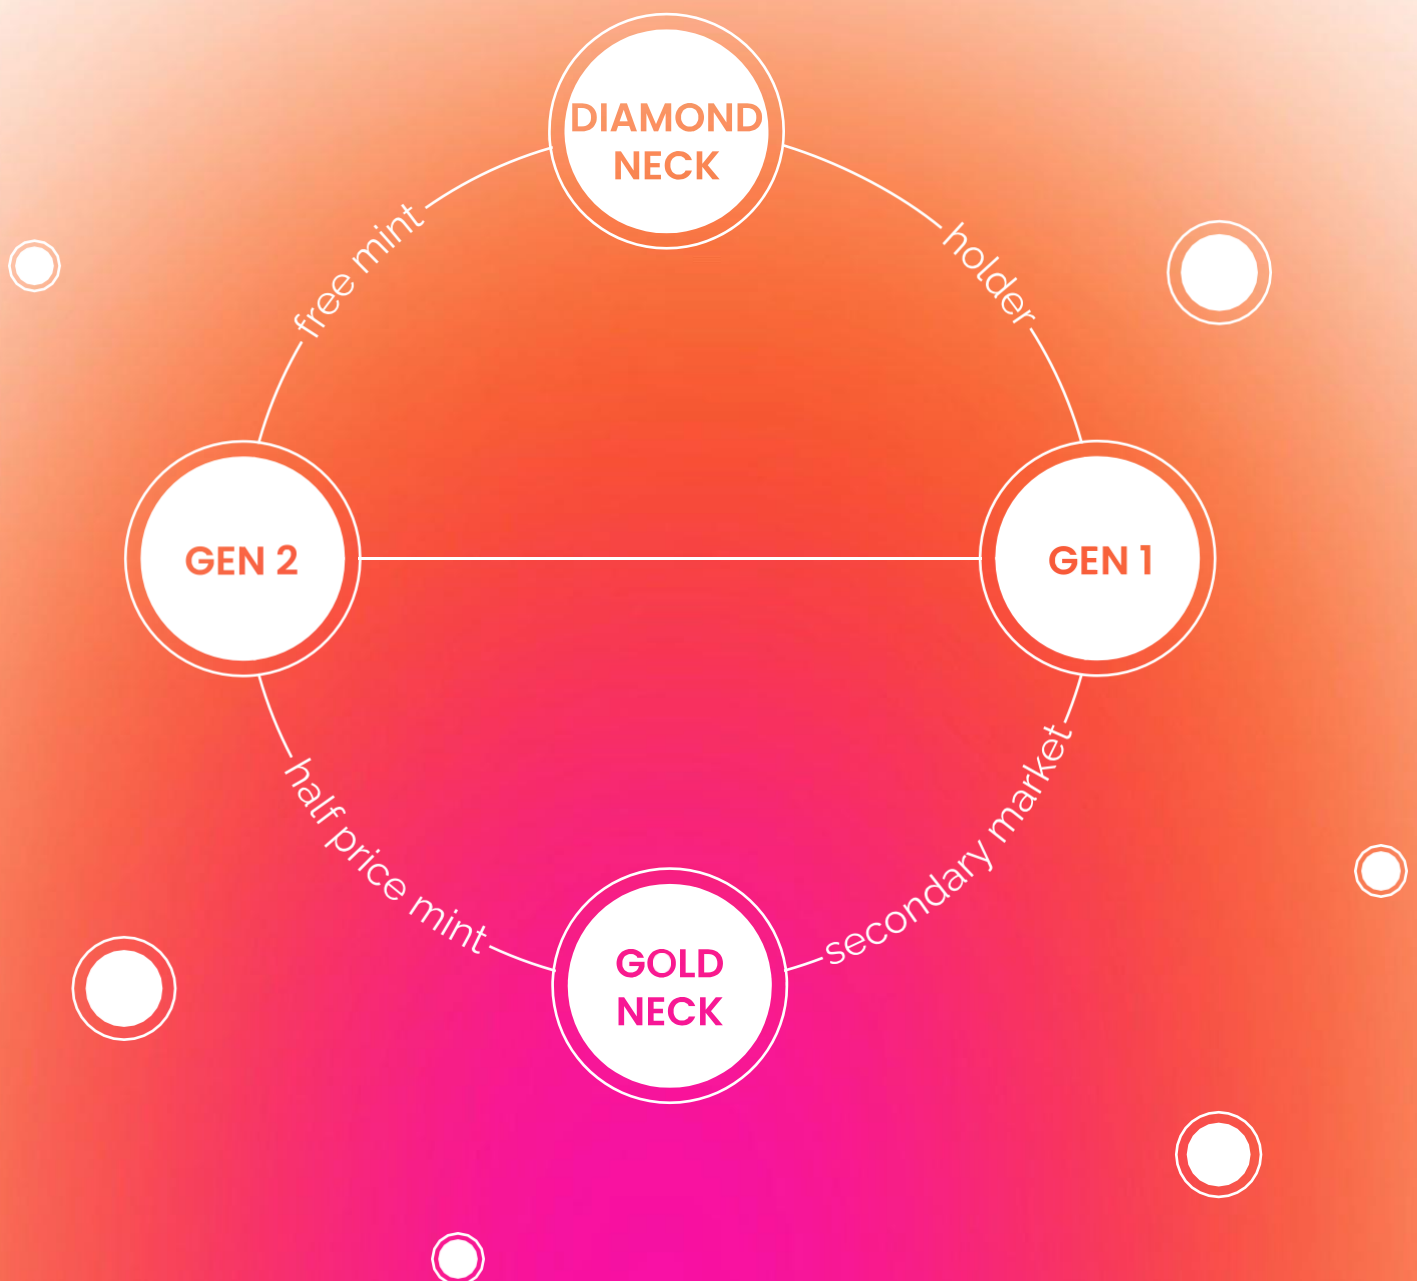 DIAMOND
NECK
free mint
holder
GEN 2
GEN 1
half price mint
secondary market
GOLD
NECK